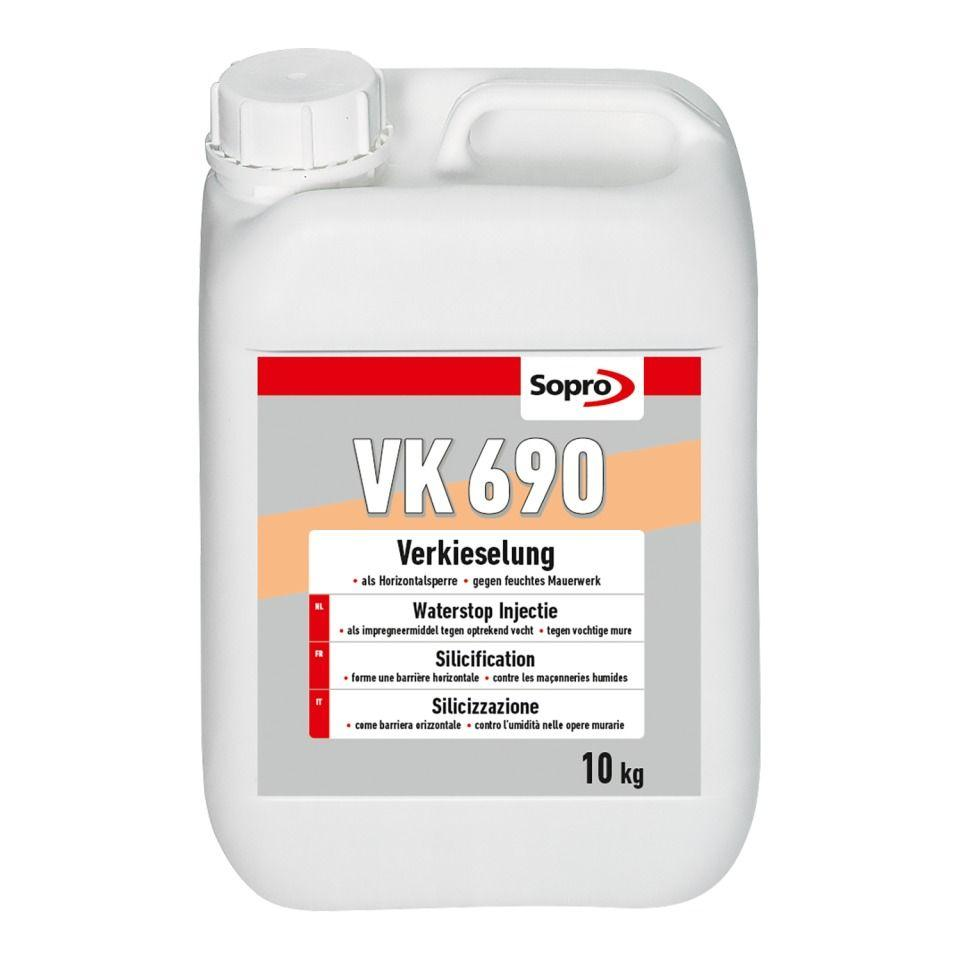 Sopro
VK 690
Verkieselung
• als Horizontalsperre • gegen feuchtes Mauerwerk
NL
Waterstop Injectie
• als impregneermiddel tegen optrekend vocht • tegen vochtige mure
FR
Silicification
• forme une barrière horizontale • contre les maçonneries humides
IT
Silicizzazione
• come barriera orizzontale • contro l'umidità nelle opere murarie
10 kg